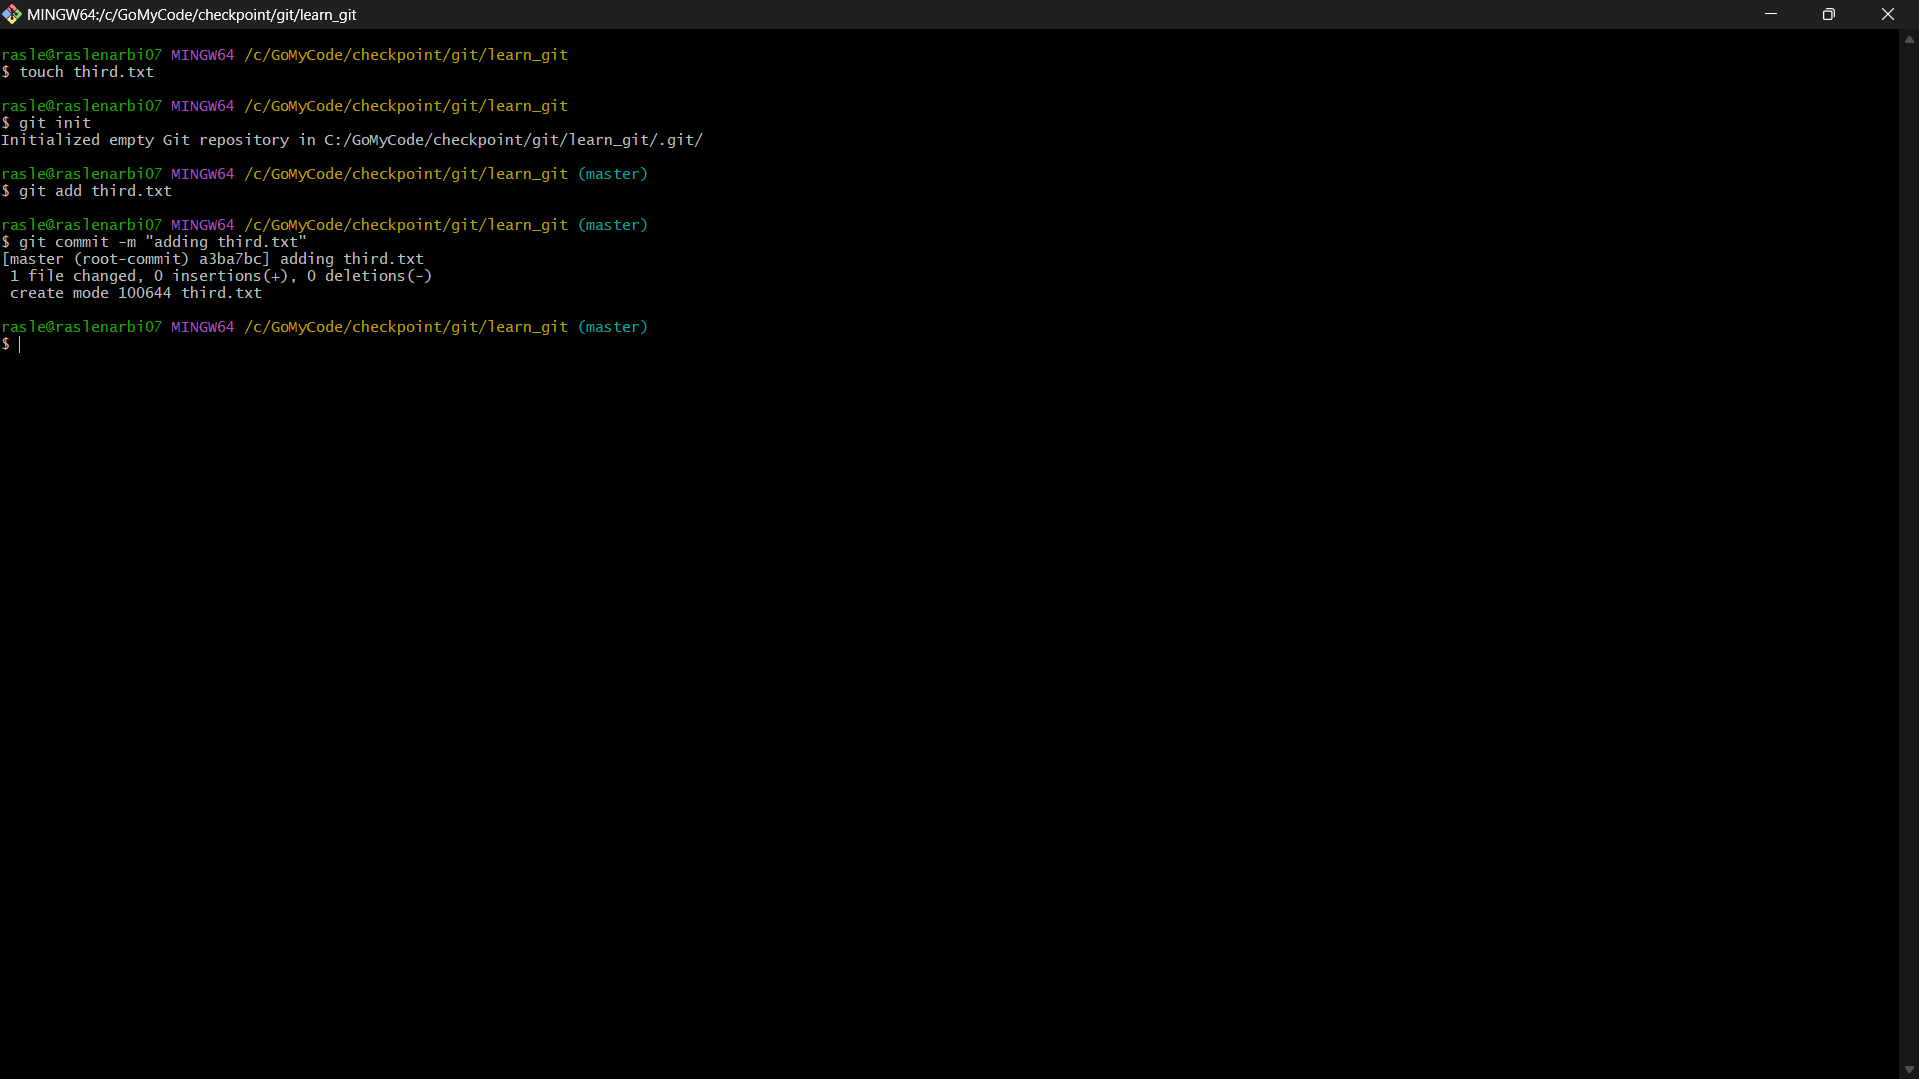 MINGW64:/c/GoMyCode/checkpoint/git/learn_git
rasle@raslenarbi07 MINGW64 /c/GoMyCode/checkpoint/git/learn_git
$ touch third.txt
rasle@raslenarbi07 MINGW64 /c/GoMyCode/checkpoint/git/learn_git
$ git init
Initialized empty Git repository in C:/GoMyCode/checkpoint/git/learn_git/.git/
rasle@raslenarbi07 MINGW64 /c/GoMyCode/checkpoint/git/learn_git (master)
$ git add third.txt
rasle@raslenarbi07 MINGW64 /c/GoMyCode/checkpoint/git/learn_git (master)
$ git commit -m "adding third.txt"
[master (root-commit) a3ba7bc] adding third.txt
 1 file changed, 0 insertions(+), 0 deletions(-)
 create mode 100644 third.txt
rasle@raslenarbi07 MINGW64 /c/GoMyCode/checkpoint/git/learn_git (master)
$